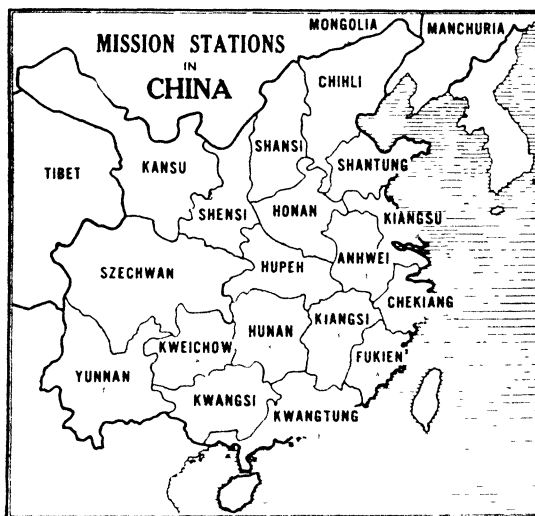 MISSION STATIONS
IN
CHINA
MONGOLIA
MANCHURIA
CHIHLI
SHANSI
SHANTUNG
KANSU
TIBET
SHENSI
HONAN
KIANGSU
ANHWEI
SZECHWAN
HUPEH
CHEKIANG
KIANGSI
HUNAN
KWEICHOW
FUKIEN
YUNNAN
KWANGSI
KWANGTUNG